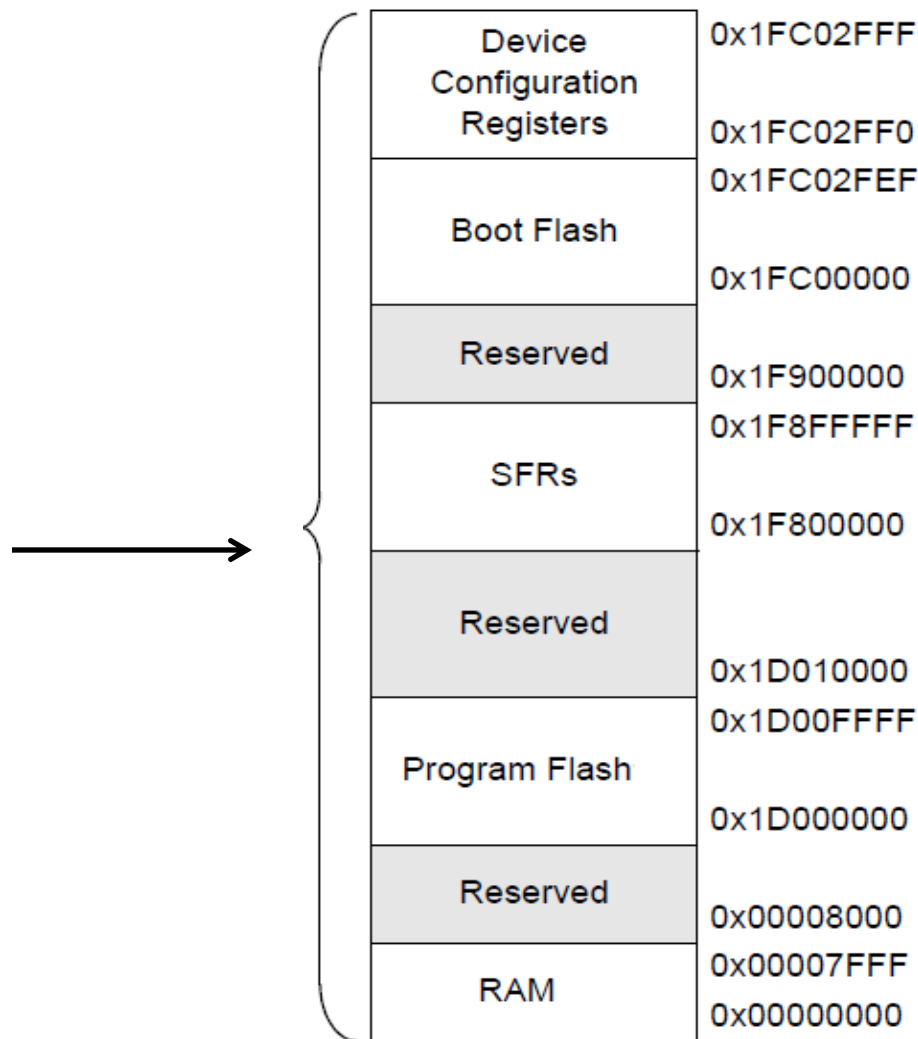 Device
Configuration
Registers
0x1FC02FFF
0x1FC02FF0
Boot Flash
0x1FC02FEF
0x1FC00000
Reserved
0x1F900000
SFRs
0x1F8FFFFF
0x1F800000
Reserved
0x1D010000
Program Flash
0x1D00FFFF
0x1D000000
Reserved
0x00008000
RAM
0x00007FFF
0x00000000